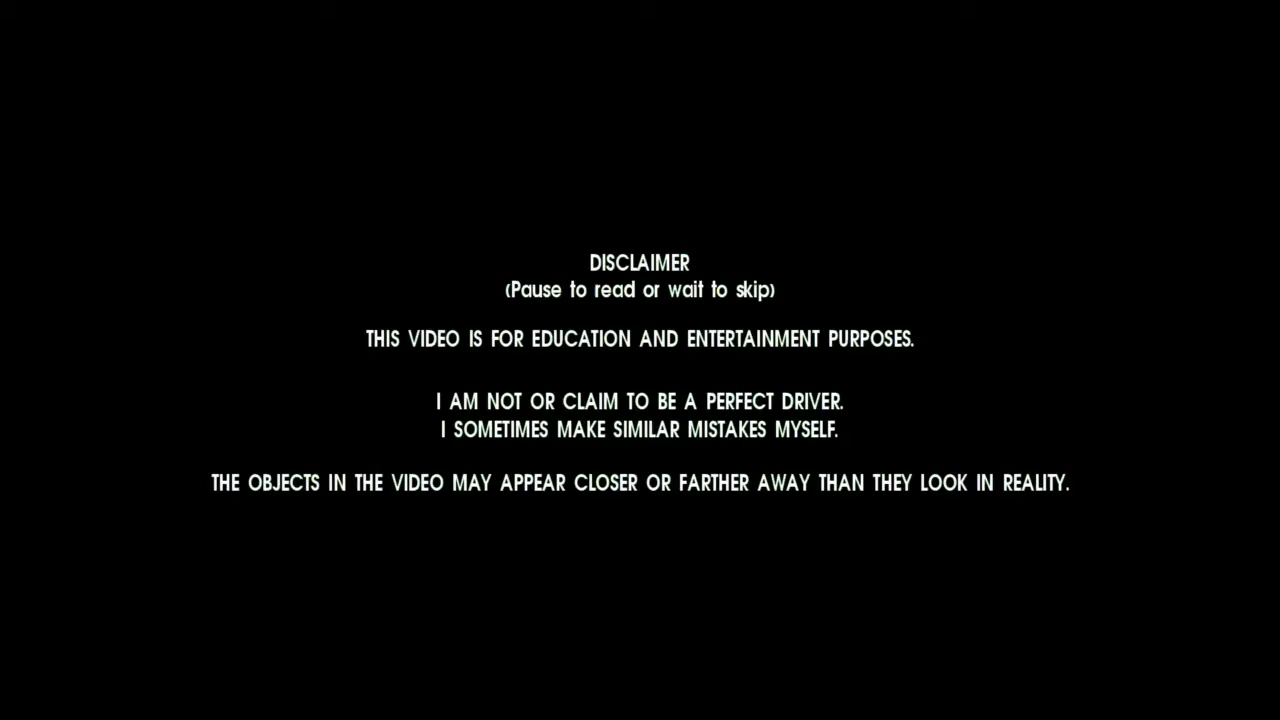 DISCLAIMER
(Pause to read or wait to skip)
THIS VIDEO IS FOR EDUCATION AND ENTERTAINMENT PURPOSES.
I AM NOT OR CLAIM TO BE A PERFECT DRIVER.
I SOMETIMES MAKE SIMILAR MISTAKES MYSELF.
THE OBJECTS IN THE VIDEO MAY APPEAR CLOSER OR FARTHER AWAY THAN THEY LOOK IN REALITY.